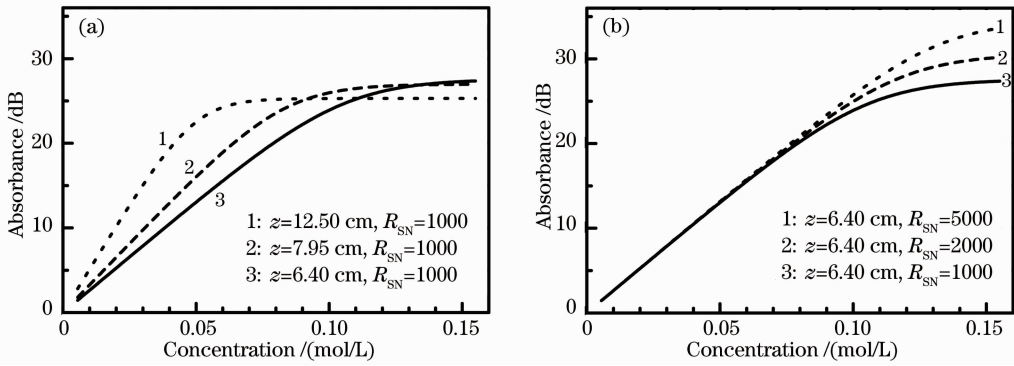 (a)
Absorbance /dB
30
20
10
0
1
2
3
1: z=12.50 cm, R_SN=1000
2: z=7.95 cm, R_SN=1000
3: z=6.40 cm, R_SN=1000
0
0.05
0.10
0.15
Concentration /(mol/L)
(b)
Absorbance /dB
30
20
10
0
1
2
3
1: z=6.40 cm, R_SN=5000
2: z=6.40 cm, R_SN=2000
3: z=6.40 cm, R_SN=1000
0
0.05
0.10
0.15
Concentration /(mol/L)